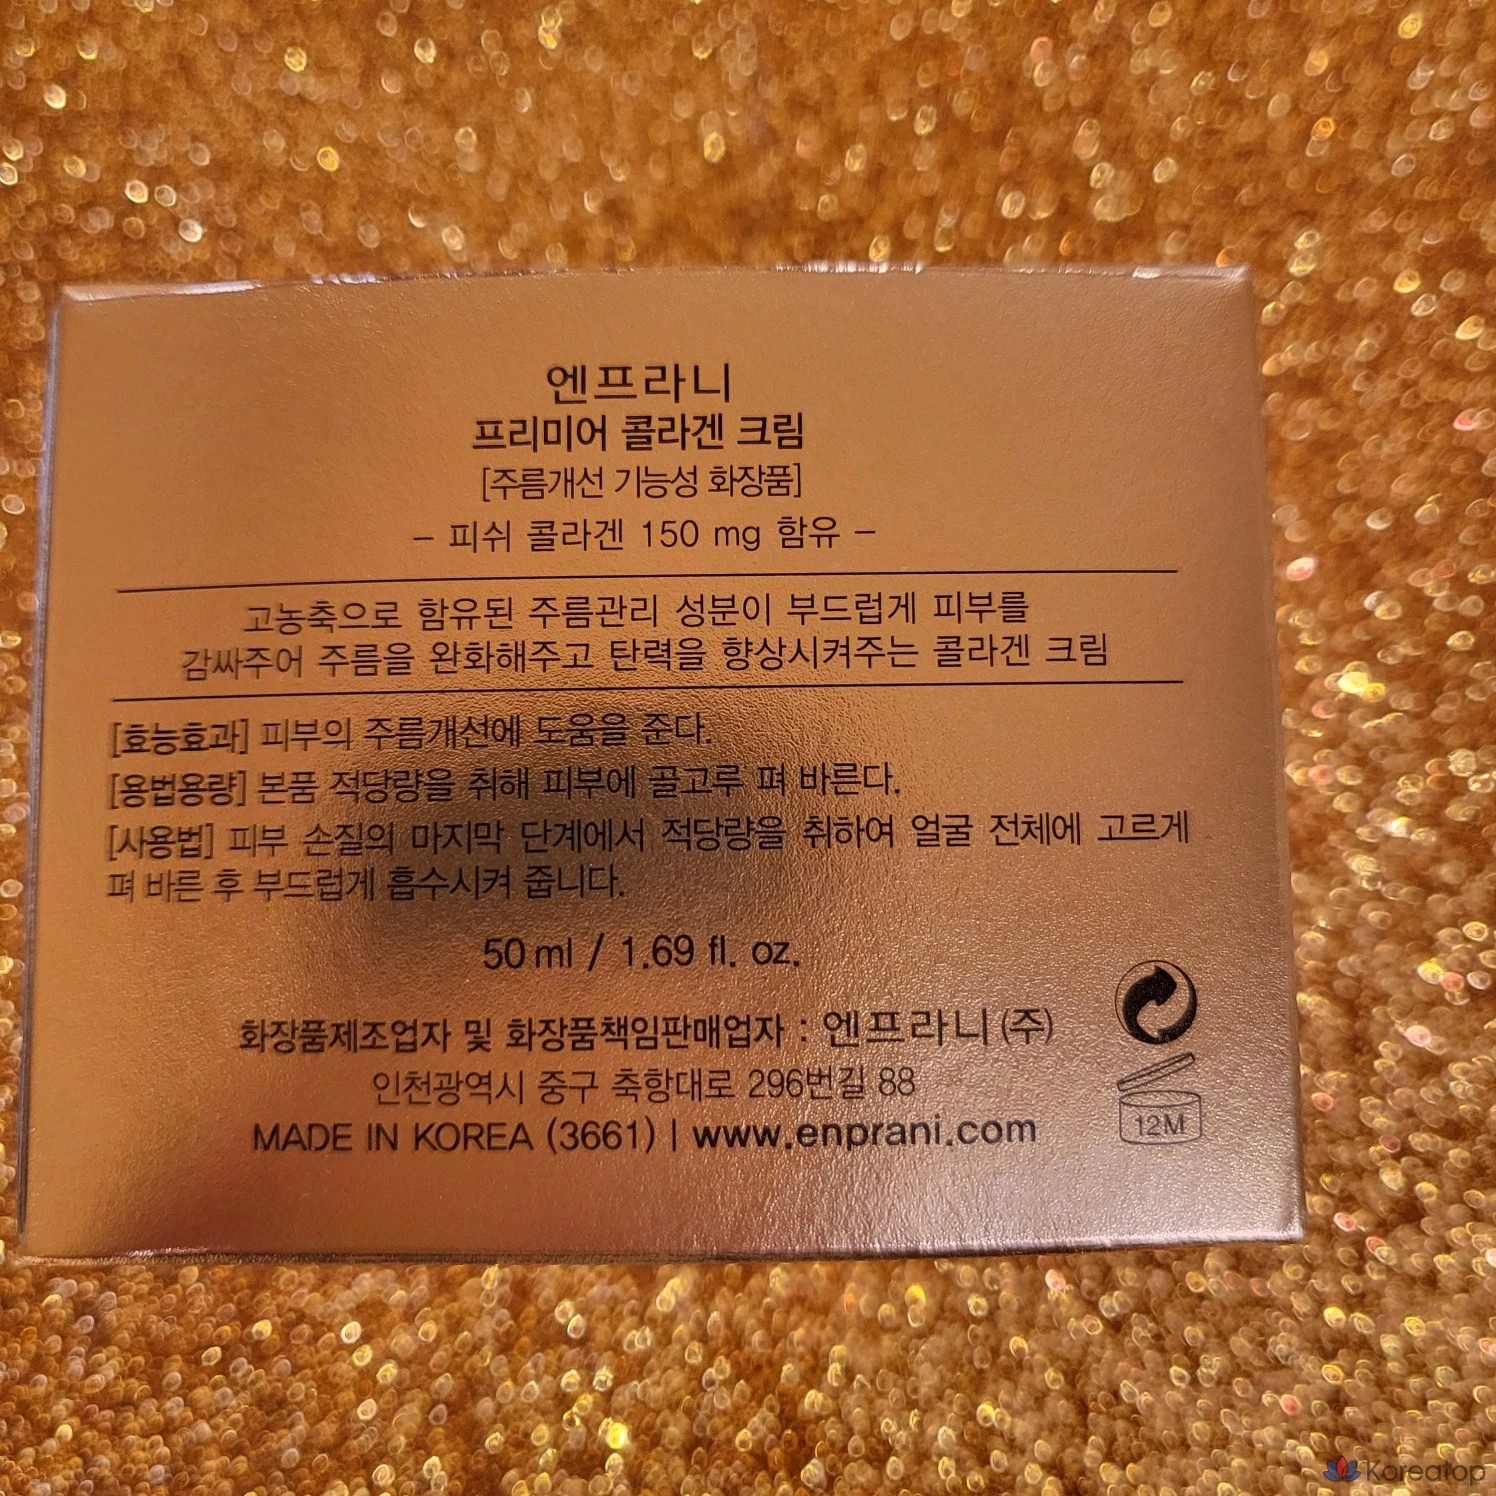 엔프라니
프리미어 콜라겐 크림
[주름개선 기능성 화장품]
– 피쉬 콜라겐 150 mg 함유 –
고농축으로 함유된 주름관리 성분이 부드럽게 피부를
감싸주어 주름을 완화해주고 탄력을 향상시켜주는 콜라겐 크림
[효능효과] 피부의 주름개선에 도움을 준다.
[용법용량] 본품 적당량을 취해 피부에 골고루 펴 바른다.
[사용법] 피부 손질의 마지막 단계에서 적당량을 취하여 얼굴 전체에 고르게
펴 바른 후 부드럽게 흡수시켜 줍니다.
50 ml / 1.69 fl. oz.
화장품제조업자 및 화장품책임판매업자 : 엔프라니(주)
인천광역시 중구 축항대로 296번길 88
MADE IN KOREA (3661) | www.enprani.com
12M
Koreatop